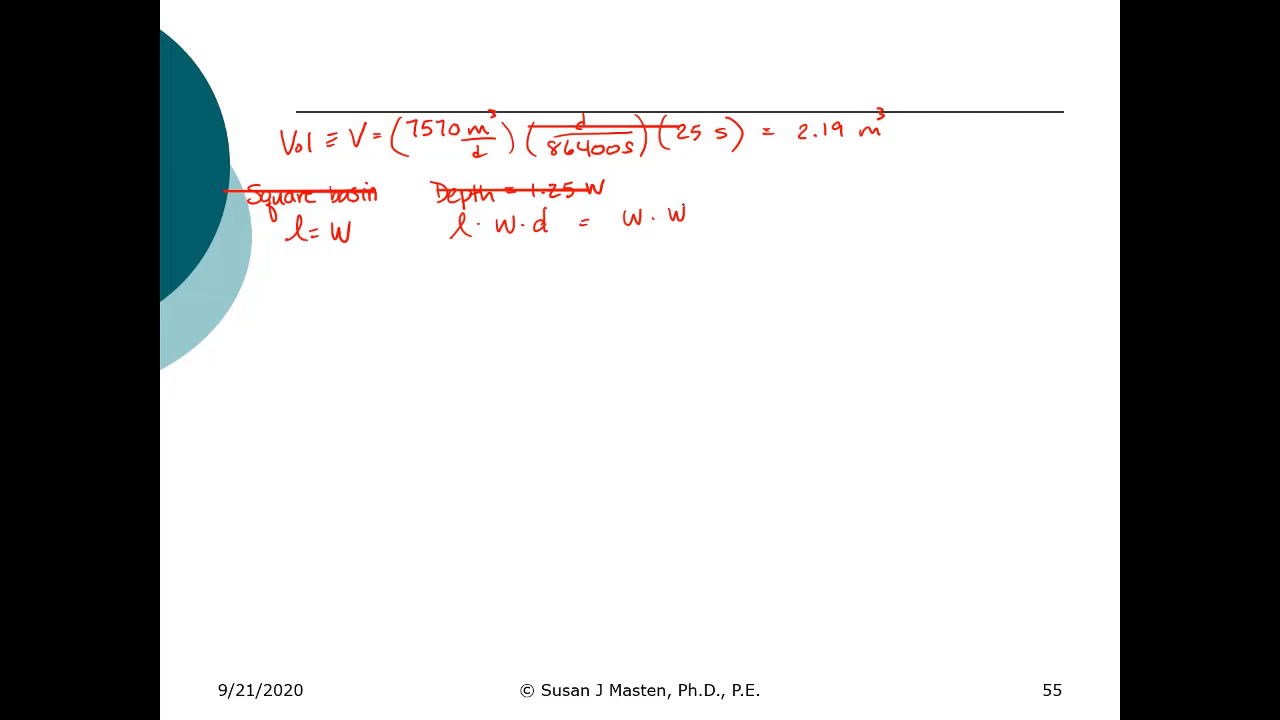 Vol ≡ V = (7570 m³/d) (d/86400s) (25 s) = 2.19 m³
Square basin Depth = 1.25 W
l = W l · w · d = w · w
9/21/2020 © Susan J Masten, Ph.D., P.E. 55